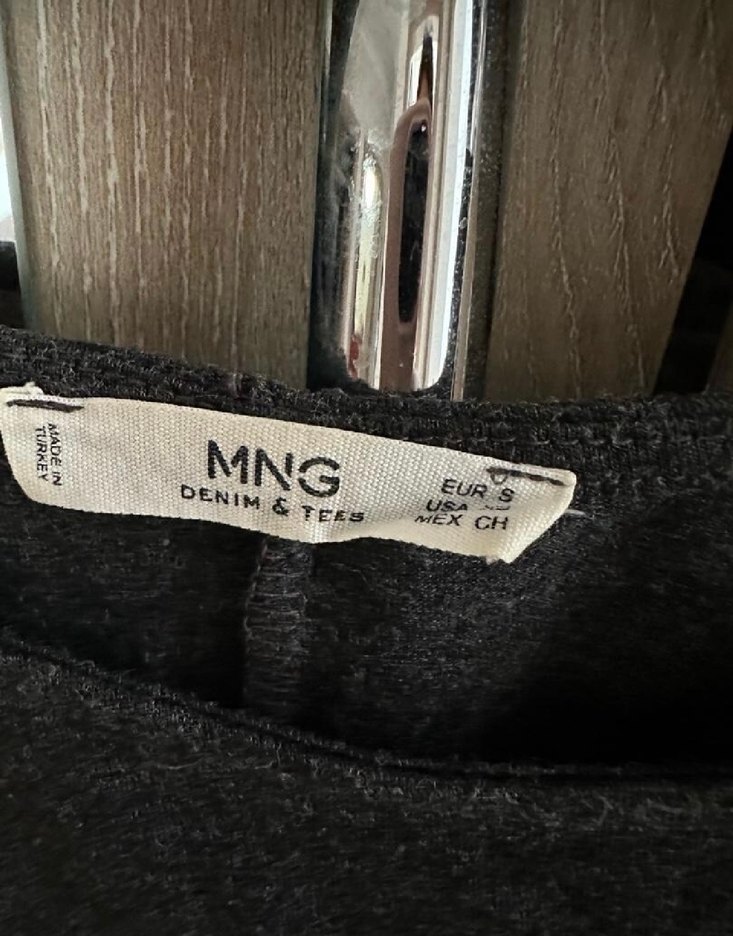 MADE IN
TURKEY
MNG
DENIM & TEES
EUR S
USA
MEX CH